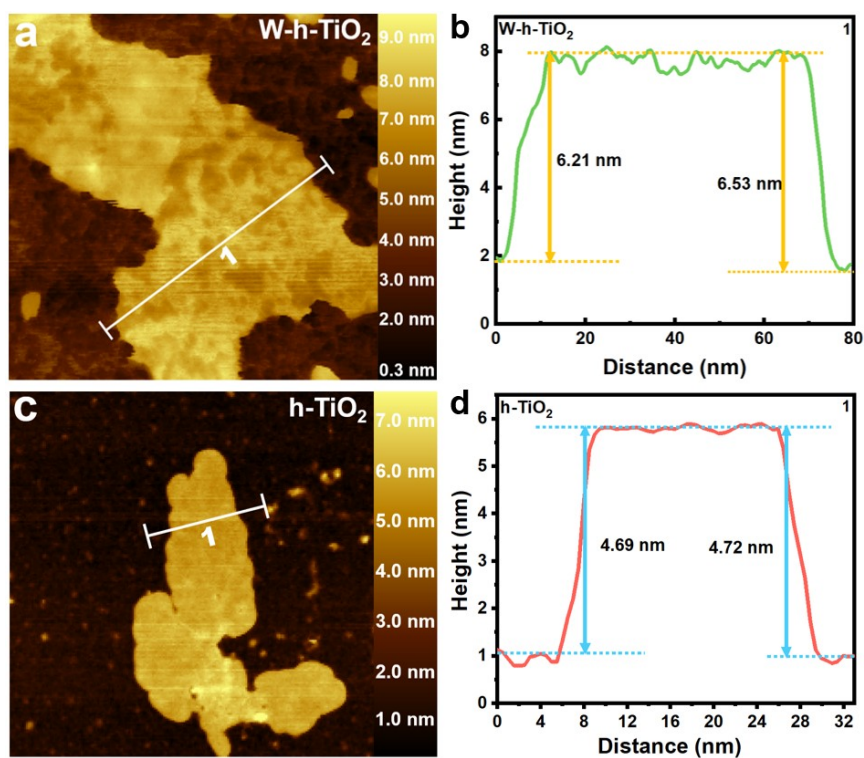 a
W-h-TiO₂
9.0 nm
8.0 nm
7.0 nm
6.0 nm
5.0 nm
4.0 nm
3.0 nm
2.0 nm
0.3 nm
1
b
W-h-TiO₂
1
Height (nm)
8
6
4
2
0
6.21 nm
6.53 nm
0 20 40 60 80
Distance (nm)
c
h-TiO₂
7.0 nm
6.0 nm
5.0 nm
4.0 nm
3.0 nm
2.0 nm
1.0 nm
1
d
h-TiO₂
1
Height (nm)
6
5
4
3
2
1
0
4.69 nm
4.72 nm
0 4 8 12 16 20 24 28 32
Distance (nm)